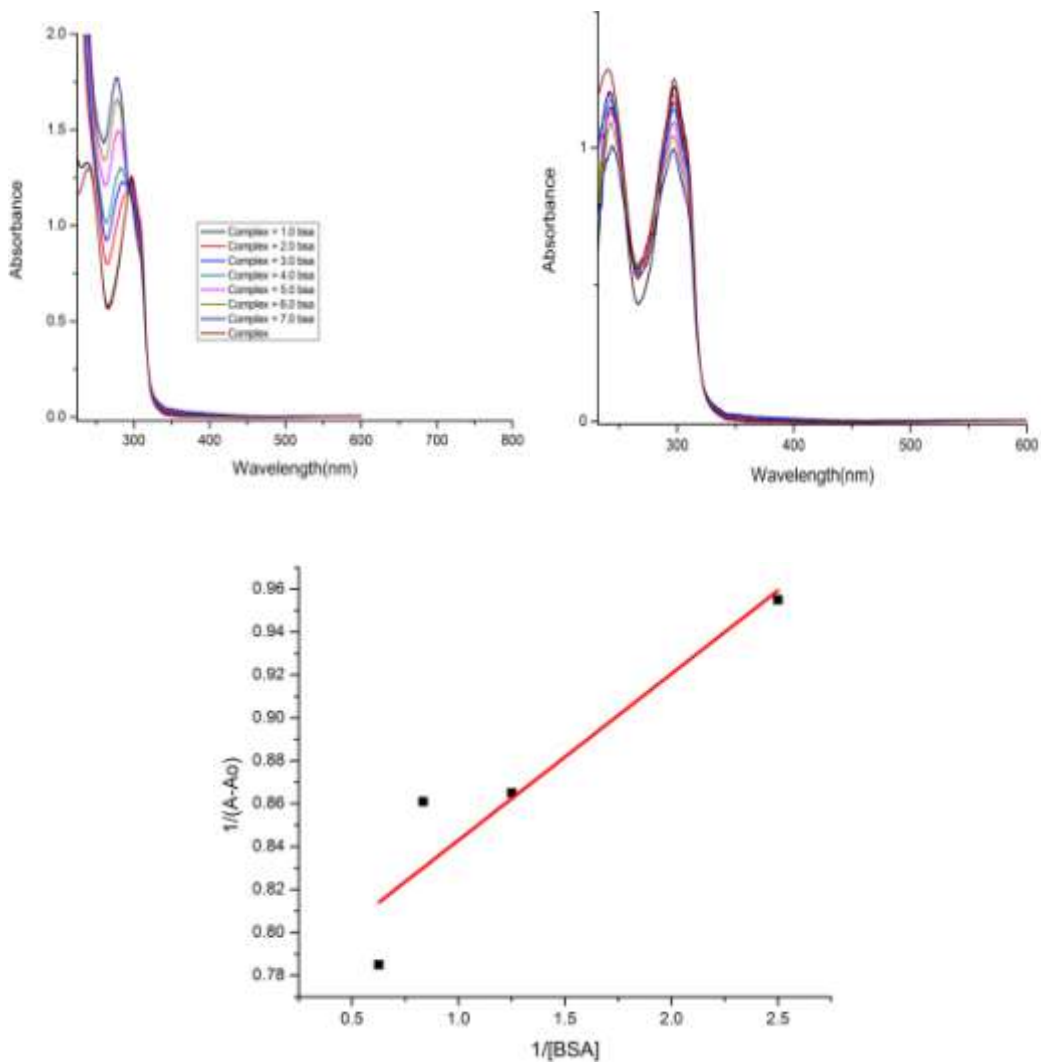 2.0
1.5
1.0
0.5
0.0
Absorbance
300 400 500 600 700 800
Wavelength(nm)
Complex + 1.0 bsa
Complex + 2.0 bsa
Complex + 3.0 bsa
Complex + 4.0 bsa
Complex + 5.0 bsa
Complex + 6.0 bsa
Complex + 7.0 bsa
Complex
1
1
Absorbance
300 400 500 600
Wavelength(nm)
0.96
0.94
0.92
0.90
0.88
0.86
0.84
0.82
0.80
0.78
1/(A-Ao)
0.5 1.0 1.5 2.0 2.5
1/[BSA]